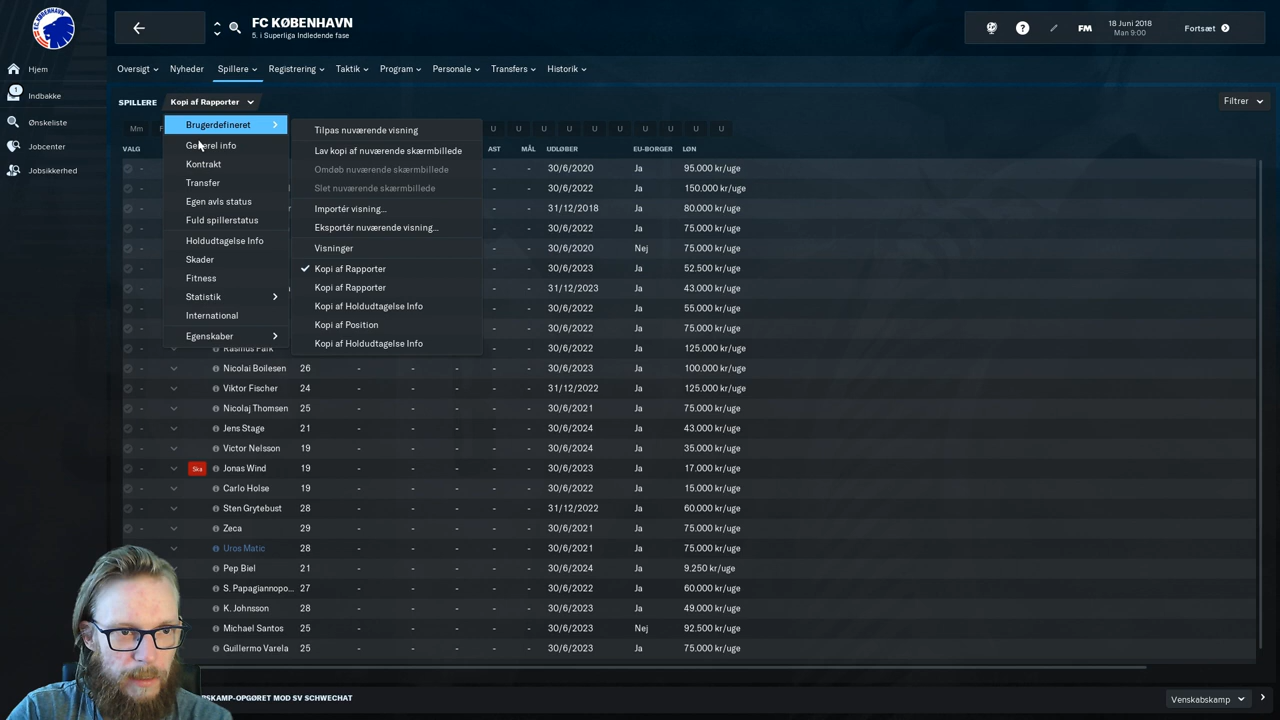 FC KØBENHAVN
5. i Superliga Indledende fase
FM
18 Juni 2018
Man 9:00
Fortsæt
Hjem
1
Indbakke
Ønskeliste
Jobcenter
Jobsikkerhed
Oversigt
Nyheder
Spillere
Registrering
Taktik
Program
Personale
Transfers
Historik
SPILLERE
Kopi af Rapporter
Filtrer
Brugerdefineret
Generel info
Kontrakt
Transfer
Egen avls status
Fuld spillerstatus
Holdudtagelse Info
Skader
Fitness
Statistik
International
Egenskaber
Tilpas nuværende visning
Lav kopi af nuværende skærmbillede
Omdøb nuværende skærmbillede
Slet nuværende skærmbillede
Importér visning...
Eksportér nuværende visning...
Visninger
Kopi af Rapporter
Kopi af Rapporter
Kopi af Holdudtagelse Info
Kopi af Position
Kopi af Holdudtagelse Info
Mm U U U U U U U U U U
VALG AST MÅL UDLØBER EU-BORGER LØN
- - - 30/6/2020 Ja 95.000 kr/uge
- - - 30/6/2022 Ja 150.000 kr/uge
- - - 31/12/2018 Ja 80.000 kr/uge
- - - 30/6/2022 Ja 75.000 kr/uge
- - - 30/6/2020 Nej 75.000 kr/uge
- - - 30/6/2023 Ja 52.500 kr/uge
- - - 31/12/2023 Ja 43.000 kr/uge
- - - 30/6/2022 Ja 55.000 kr/uge
- - - 30/6/2022 Ja 75.000 kr/uge
- Rasmus Falk - - 30/6/2022 Ja 125.000 kr/uge
- Nicolai Boilesen 26 - - - - - 30/6/2023 Ja 100.000 kr/uge
- Viktor Fischer 24 - - - - - 31/12/2022 Ja 125.000 kr/uge
- Nicolaj Thomsen 25 - - - - - 30/6/2021 Ja 75.000 kr/uge
- Jens Stage 21 - - - - - 30/6/2024 Ja 43.000 kr/uge
- Victor Nelsson 19 - - - - - 30/6/2024 Ja 35.000 kr/uge
- Ska Jonas Wind 19 - - - - - 30/6/2023 Ja 17.000 kr/uge
- Carlo Holse 19 - - - - - 30/6/2022 Ja 15.000 kr/uge
- Sten Grytebust 28 - - - - - 31/12/2022 Ja 60.000 kr/uge
- Zeca 29 - - - - - 30/6/2021 Ja 75.000 kr/uge
Uros Matic 28 - - - - - 30/6/2021 Ja 75.000 kr/uge
Pep Biel 21 - - - - - 30/6/2024 Ja 9.250 kr/uge
S. Papagiannopo... 27 - - - - - 30/6/2022 Ja 60.000 kr/uge
K. Johnsson 28 - - - - - 30/6/2023 Ja 49.000 kr/uge
Michael Santos 25 - - - - - 30/6/2023 Nej 92.500 kr/uge
Guillermo Varela 25 - - - - - 30/6/2023 Ja 75.000 kr/uge
RSKAMP-OPGØRET MOD SV SCHWECHAT
Venskabskamp